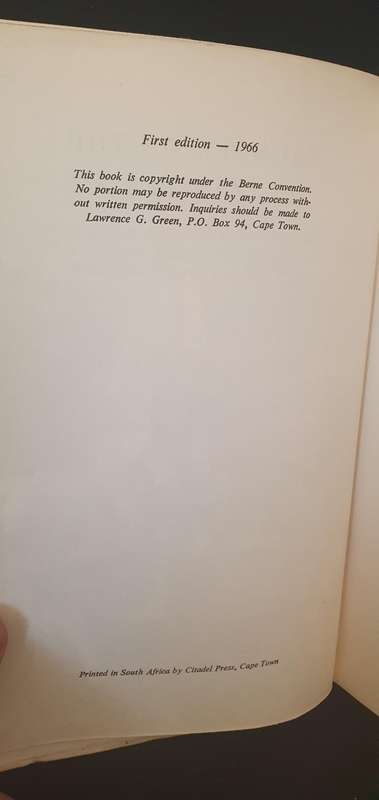 First edition — 1966
This book is copyright under the Berne Convention.
No portion may be reproduced by any process with-
out written permission. Inquiries should be made to
Lawrence G. Green, P.O. Box 94, Cape Town.
Printed in South Africa by Citadel Press, Cape Town